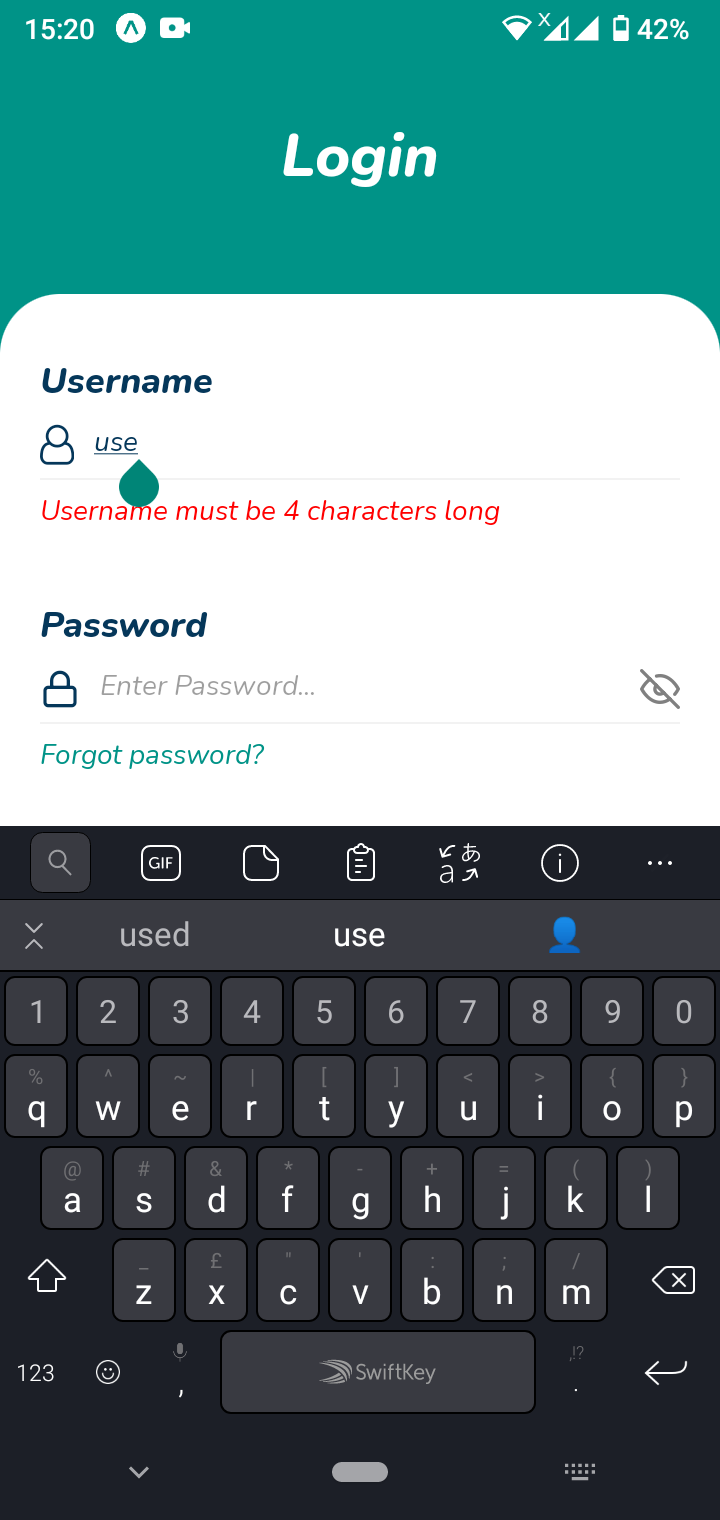 15:20 X 42%
Login
Username
use
Username must be 4 characters long
Password
Enter Password...
Forgot password?
GIF あ a i ...
used use
1 2 3 4 5 6 7 8 9 0
% ^ ~ | [ ] < > { }
q w e r t y u i o p
@ # & * - + = ( )
a s d f g h j k l
_ £ " ' : ; /
z x c v b n m
,!?
123 , SwiftKey .